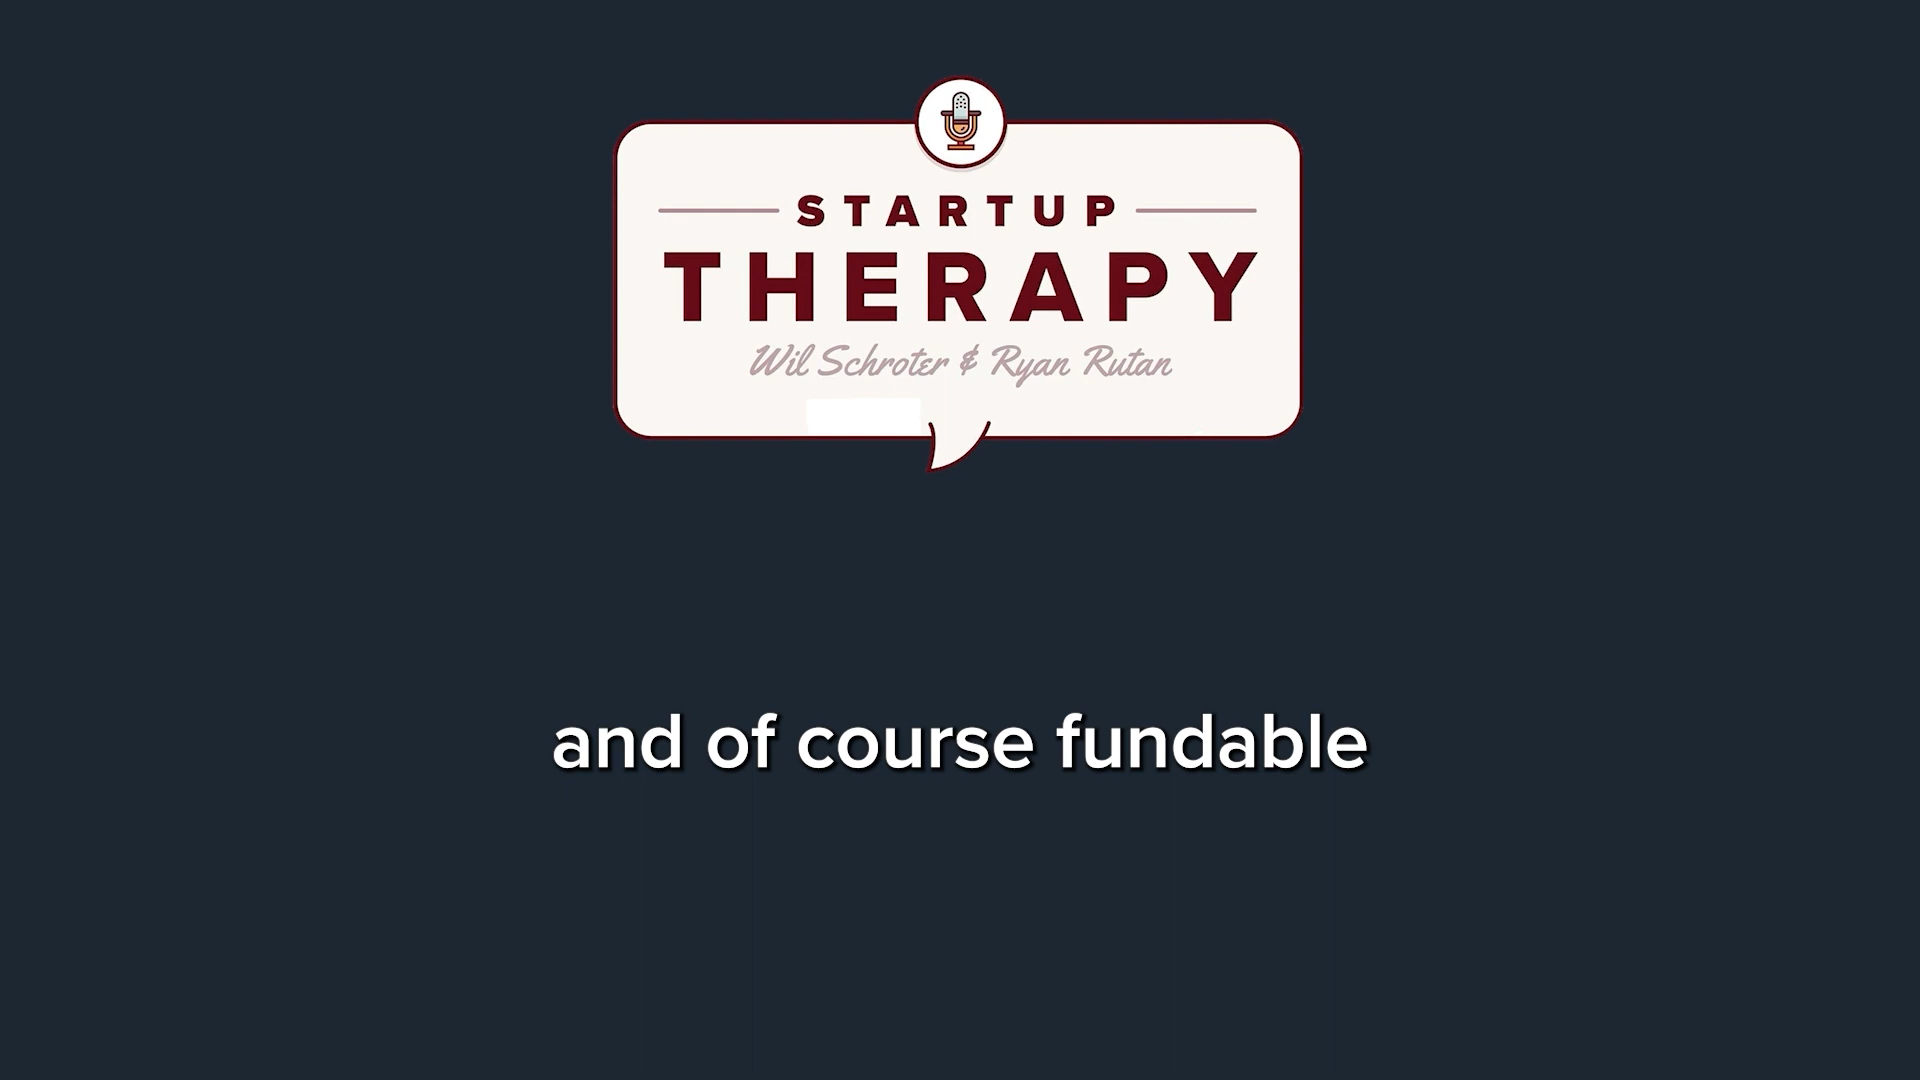 STARTUP
THERAPY
Wil Schroter & Ryan Rutan
and of course fundable